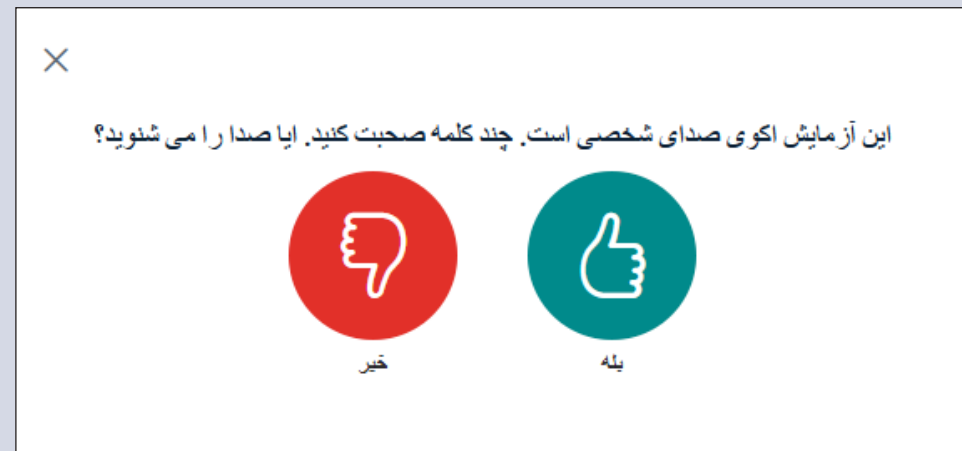 این آزمایش اکوی صدای شخصی است. چند کلمه صحبت کنید. ایا صدا را می شنوید؟
بله
خیر